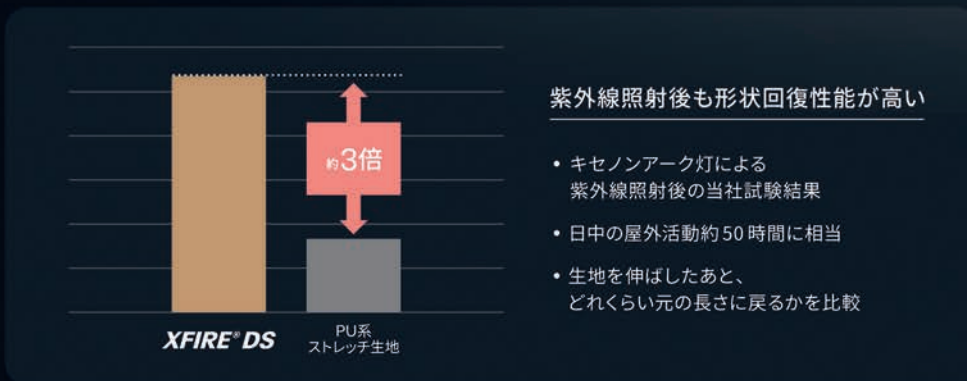 約3倍
XFIRE® DS
PU系
ストレッチ生地
紫外線照射後も形状回復性能が高い
• キセノンアーク灯による
紫外線照射後の当社試験結果
• 日中の屋外活動約50時間に相当
• 生地を伸ばしたあと、
どれくらい元の長さに戻るかを比較